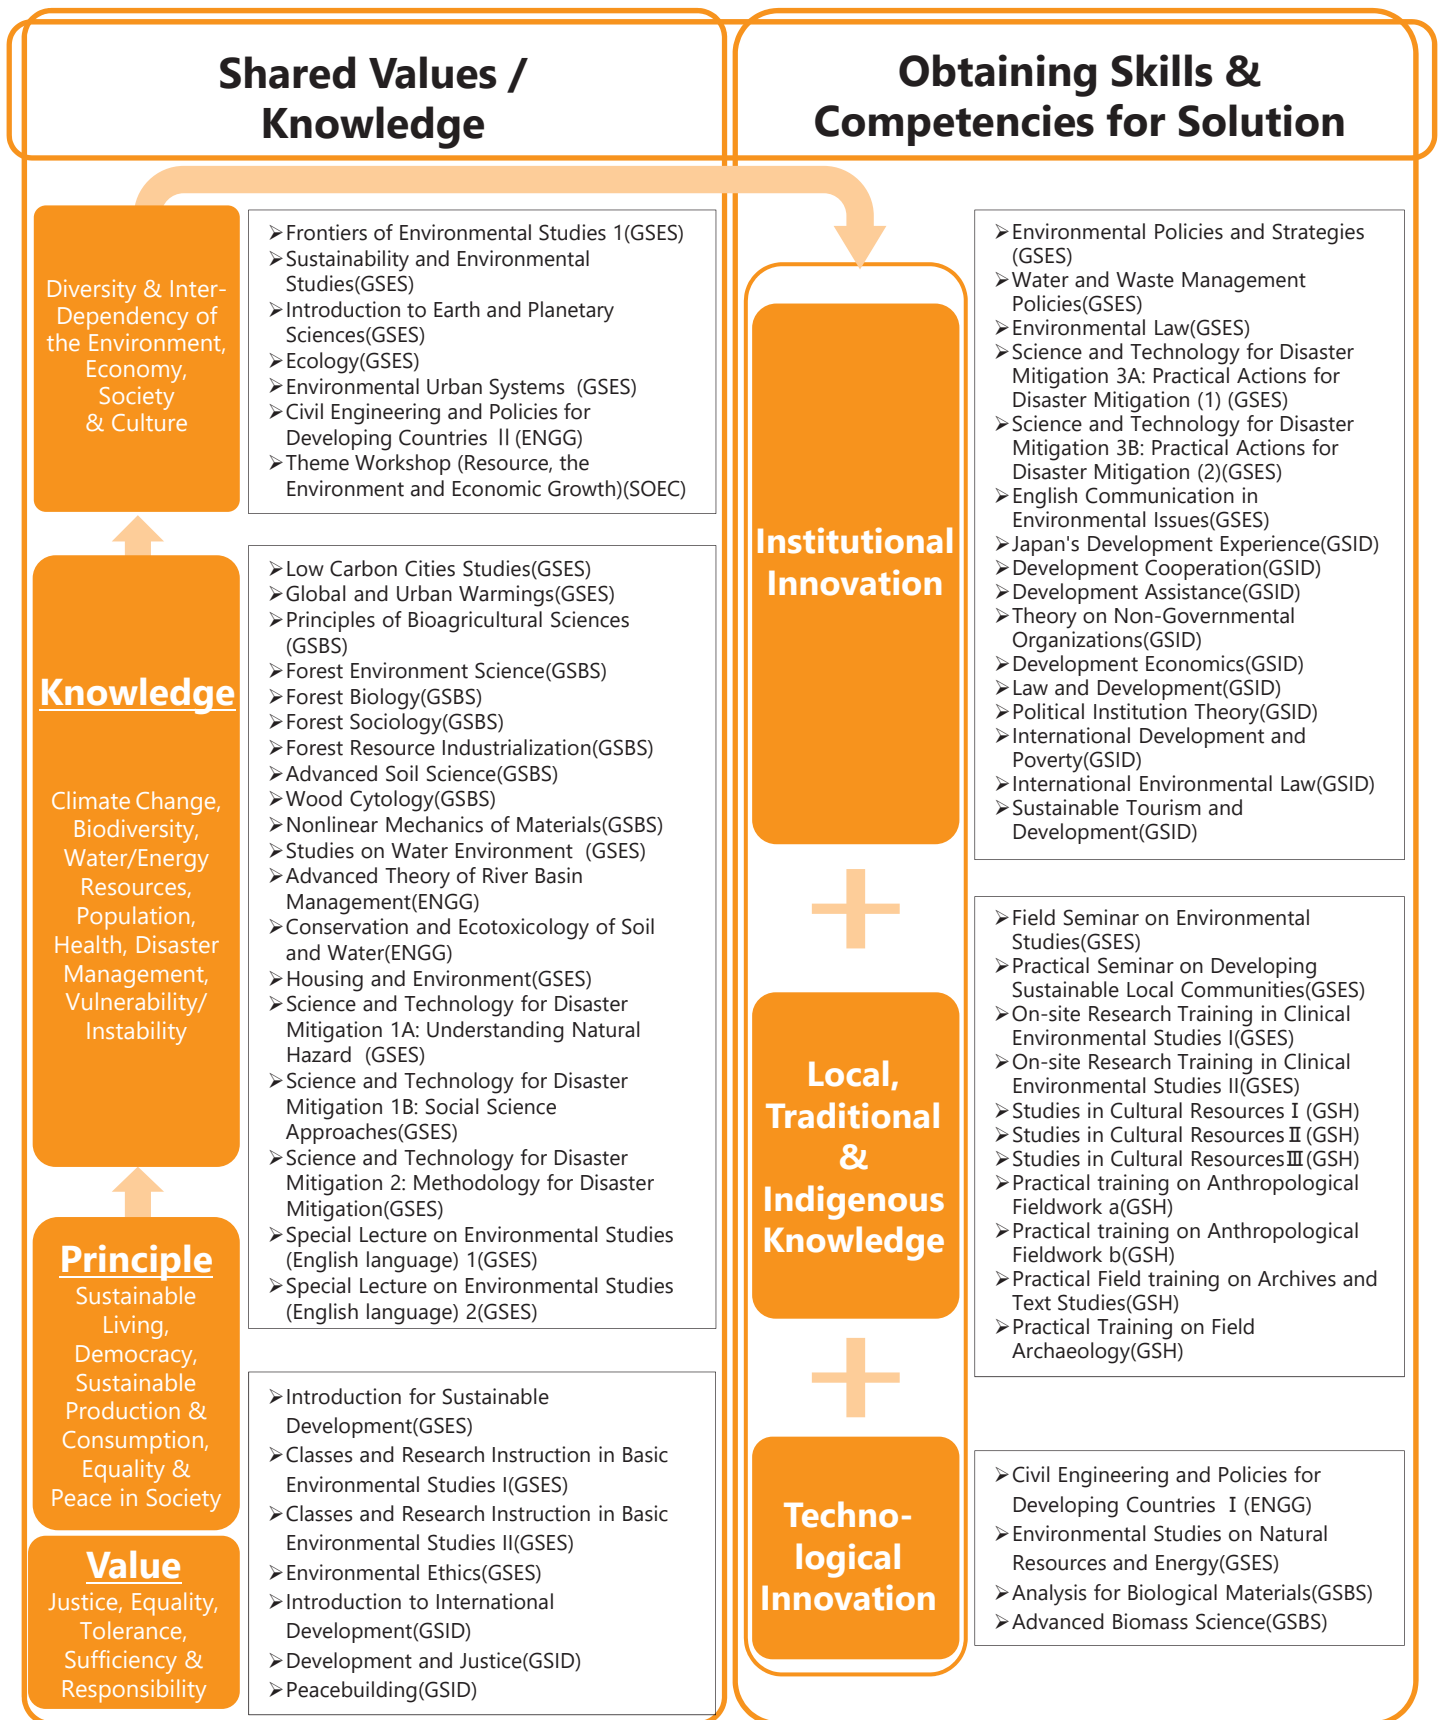 Shared Values /
Knowledge
Obtaining Skills &
Competencies for Solution
Diversity & Inter-
Dependency of
the Environment,
Economy,
Society
& Culture
➢Frontiers of Environmental Studies 1(GSES)
➢Sustainability and Environmental
Studies(GSES)
➢Introduction to Earth and Planetary
Sciences(GSES)
➢Ecology(GSES)
➢Environmental Urban Systems (GSES)
➢Civil Engineering and Policies for
Developing Countries Ⅱ(ENGG)
➢Theme Workshop (Resource, the
Environment and Economic Growth)(SOEC)
Knowledge
Climate Change,
Biodiversity,
Water/Energy
Resources,
Population,
Health, Disaster
Management,
Vulnerability/
Instability
➢Low Carbon Cities Studies(GSES)
➢Global and Urban Warmings(GSES)
➢Principles of Bioagricultural Sciences
(GSBS)
➢Forest Environment Science(GSBS)
➢Forest Biology(GSBS)
➢Forest Sociology(GSBS)
➢Forest Resource Industrialization(GSBS)
➢Advanced Soil Science(GSBS)
➢Wood Cytology(GSBS)
➢Nonlinear Mechanics of Materials(GSBS)
➢Studies on Water Environment (GSES)
➢Advanced Theory of River Basin
Management(ENGG)
➢Conservation and Ecotoxicology of Soil
and Water(ENGG)
➢Housing and Environment(GSES)
➢Science and Technology for Disaster
Mitigation 1A: Understanding Natural
Hazard (GSES)
➢Science and Technology for Disaster
Mitigation 1B: Social Science
Approaches(GSES)
➢Science and Technology for Disaster
Mitigation 2: Methodology for Disaster
Mitigation(GSES)
➢Special Lecture on Environmental Studies
(English language) 1(GSES)
➢Special Lecture on Environmental Studies
(English language) 2(GSES)
Principle
Sustainable
Living,
Democracy,
Sustainable
Production &
Consumption,
Equality &
Peace in Society
Value
Justice, Equality,
Tolerance,
Sufficiency &
Responsibility
➢Introduction for Sustainable
Development(GSES)
➢Classes and Research Instruction in Basic
Environmental Studies I(GSES)
➢Classes and Research Instruction in Basic
Environmental Studies II(GSES)
➢Environmental Ethics(GSES)
➢Introduction to International
Development(GSID)
➢Development and Justice(GSID)
➢Peacebuilding(GSID)
Institutional
Innovation
➢Environmental Policies and Strategies
(GSES)
➢Water and Waste Management
Policies(GSES)
➢Environmental Law(GSES)
➢Science and Technology for Disaster
Mitigation 3A: Practical Actions for
Disaster Mitigation (1) (GSES)
➢Science and Technology for Disaster
Mitigation 3B: Practical Actions for
Disaster Mitigation (2)(GSES)
➢English Communication in
Environmental Issues(GSES)
➢Japan's Development Experience(GSID)
➢Development Cooperation(GSID)
➢Development Assistance(GSID)
➢Theory on Non-Governmental
Organizations(GSID)
➢Development Economics(GSID)
➢Law and Development(GSID)
➢Political Institution Theory(GSID)
➢International Development and
Poverty(GSID)
➢International Environmental Law(GSID)
➢Sustainable Tourism and
Development(GSID)
+
Local,
Traditional
&
Indigenous
Knowledge
➢Field Seminar on Environmental
Studies(GSES)
➢Practical Seminar on Developing
Sustainable Local Communities(GSES)
➢On-site Research Training in Clinical
Environmental Studies I(GSES)
➢On-site Research Training in Clinical
Environmental Studies II(GSES)
➢Studies in Cultural Resources Ⅰ (GSH)
➢Studies in Cultural Resources Ⅱ (GSH)
➢Studies in Cultural Resources Ⅲ (GSH)
➢Practical training on Anthropological
Fieldwork a(GSH)
➢Practical training on Anthropological
Fieldwork b(GSH)
➢Practical Field training on Archives and
Text Studies(GSH)
➢Practical Training on Field
Archaeology(GSH)
+
Techno-
logical
Innovation
➢Civil Engineering and Policies for
Developing Countries Ⅰ (ENGG)
➢Environmental Studies on Natural
Resources and Energy(GSES)
➢Analysis for Biological Materials(GSBS)
➢Advanced Biomass Science(GSBS)